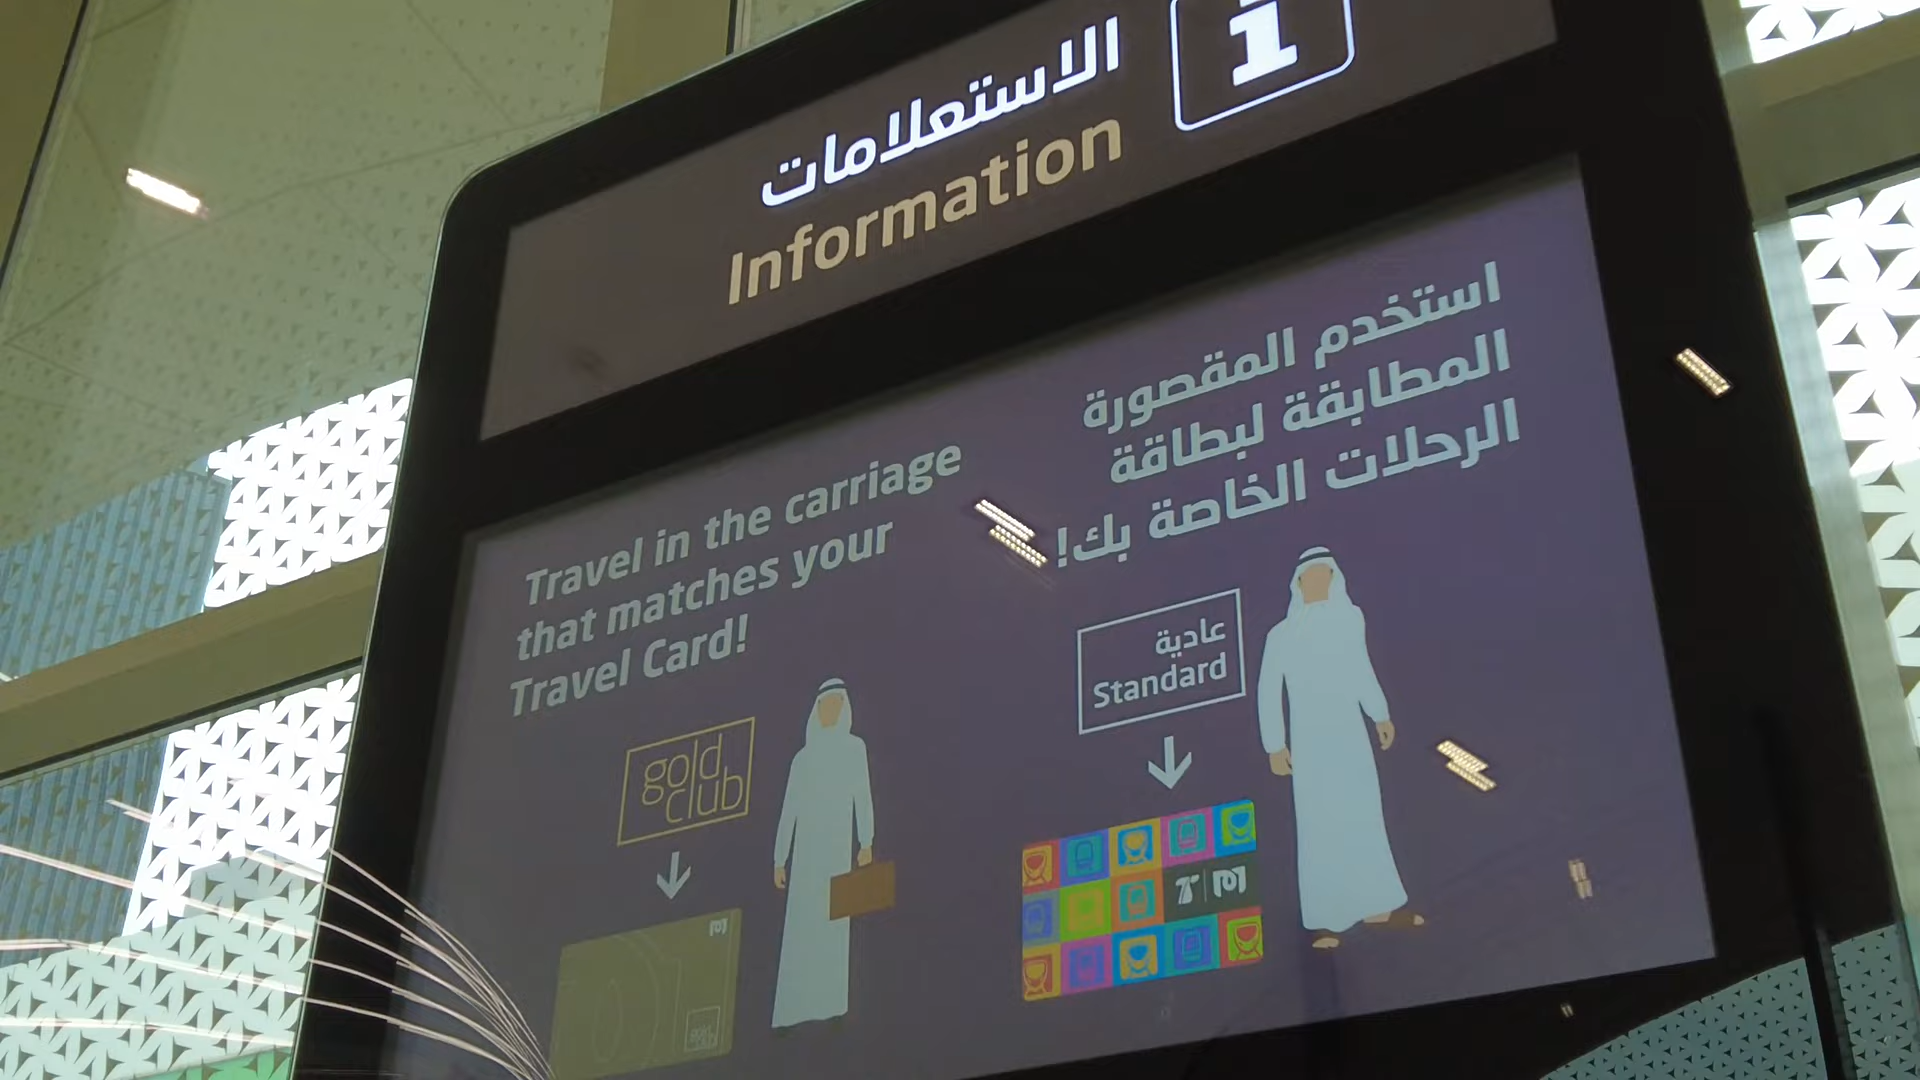 الاستعلامات
Information
Travel in the carriage
that matches your
Travel Card!
استخدم المقصورة
المطابقة لبطاقة
الرحلات الخاصة بك!
gold
club
عادية
Standard